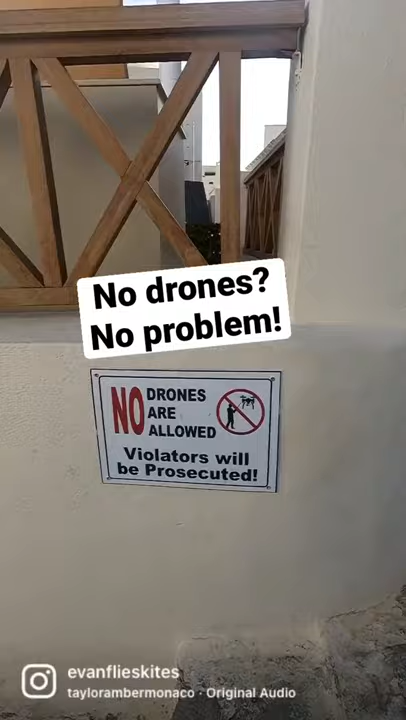 No drones?
No problem!
NO DRONES
ARE
ALLOWED
Violators will
be Prosecuted!
evanflieskites
taylorambermonaco · Original Audio